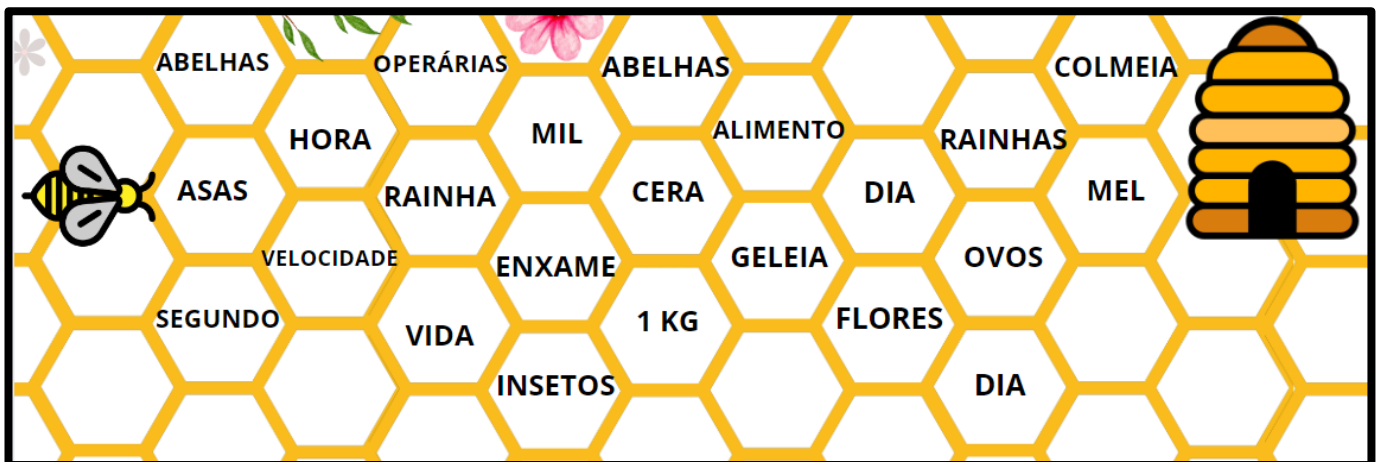 ABELHAS
OPERÁRIAS
ABELHAS
COLMEIA
HORA
MIL
ALIMENTO
RAINHAS
ASAS
RAINHA
CERA
DIA
MEL
VELOCIDADE
ENXAME
GELEIA
OVOS
SEGUNDO
VIDA
1 KG
FLORES
INSETOS
DIA